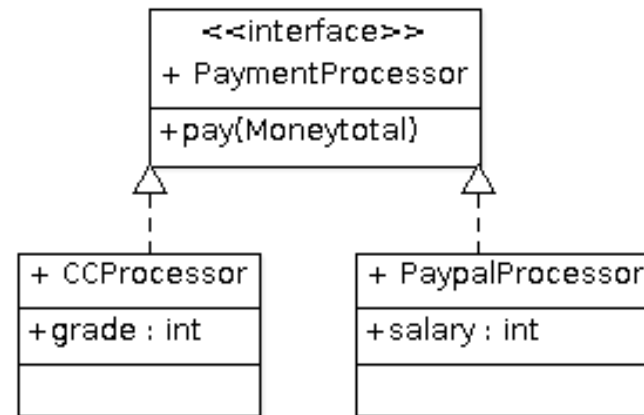 <<interface>>
+ PaymentProcessor
+pay(Moneytotal)
+ CCProcessor
+grade : int
+ PaypalProcessor
+salary : int